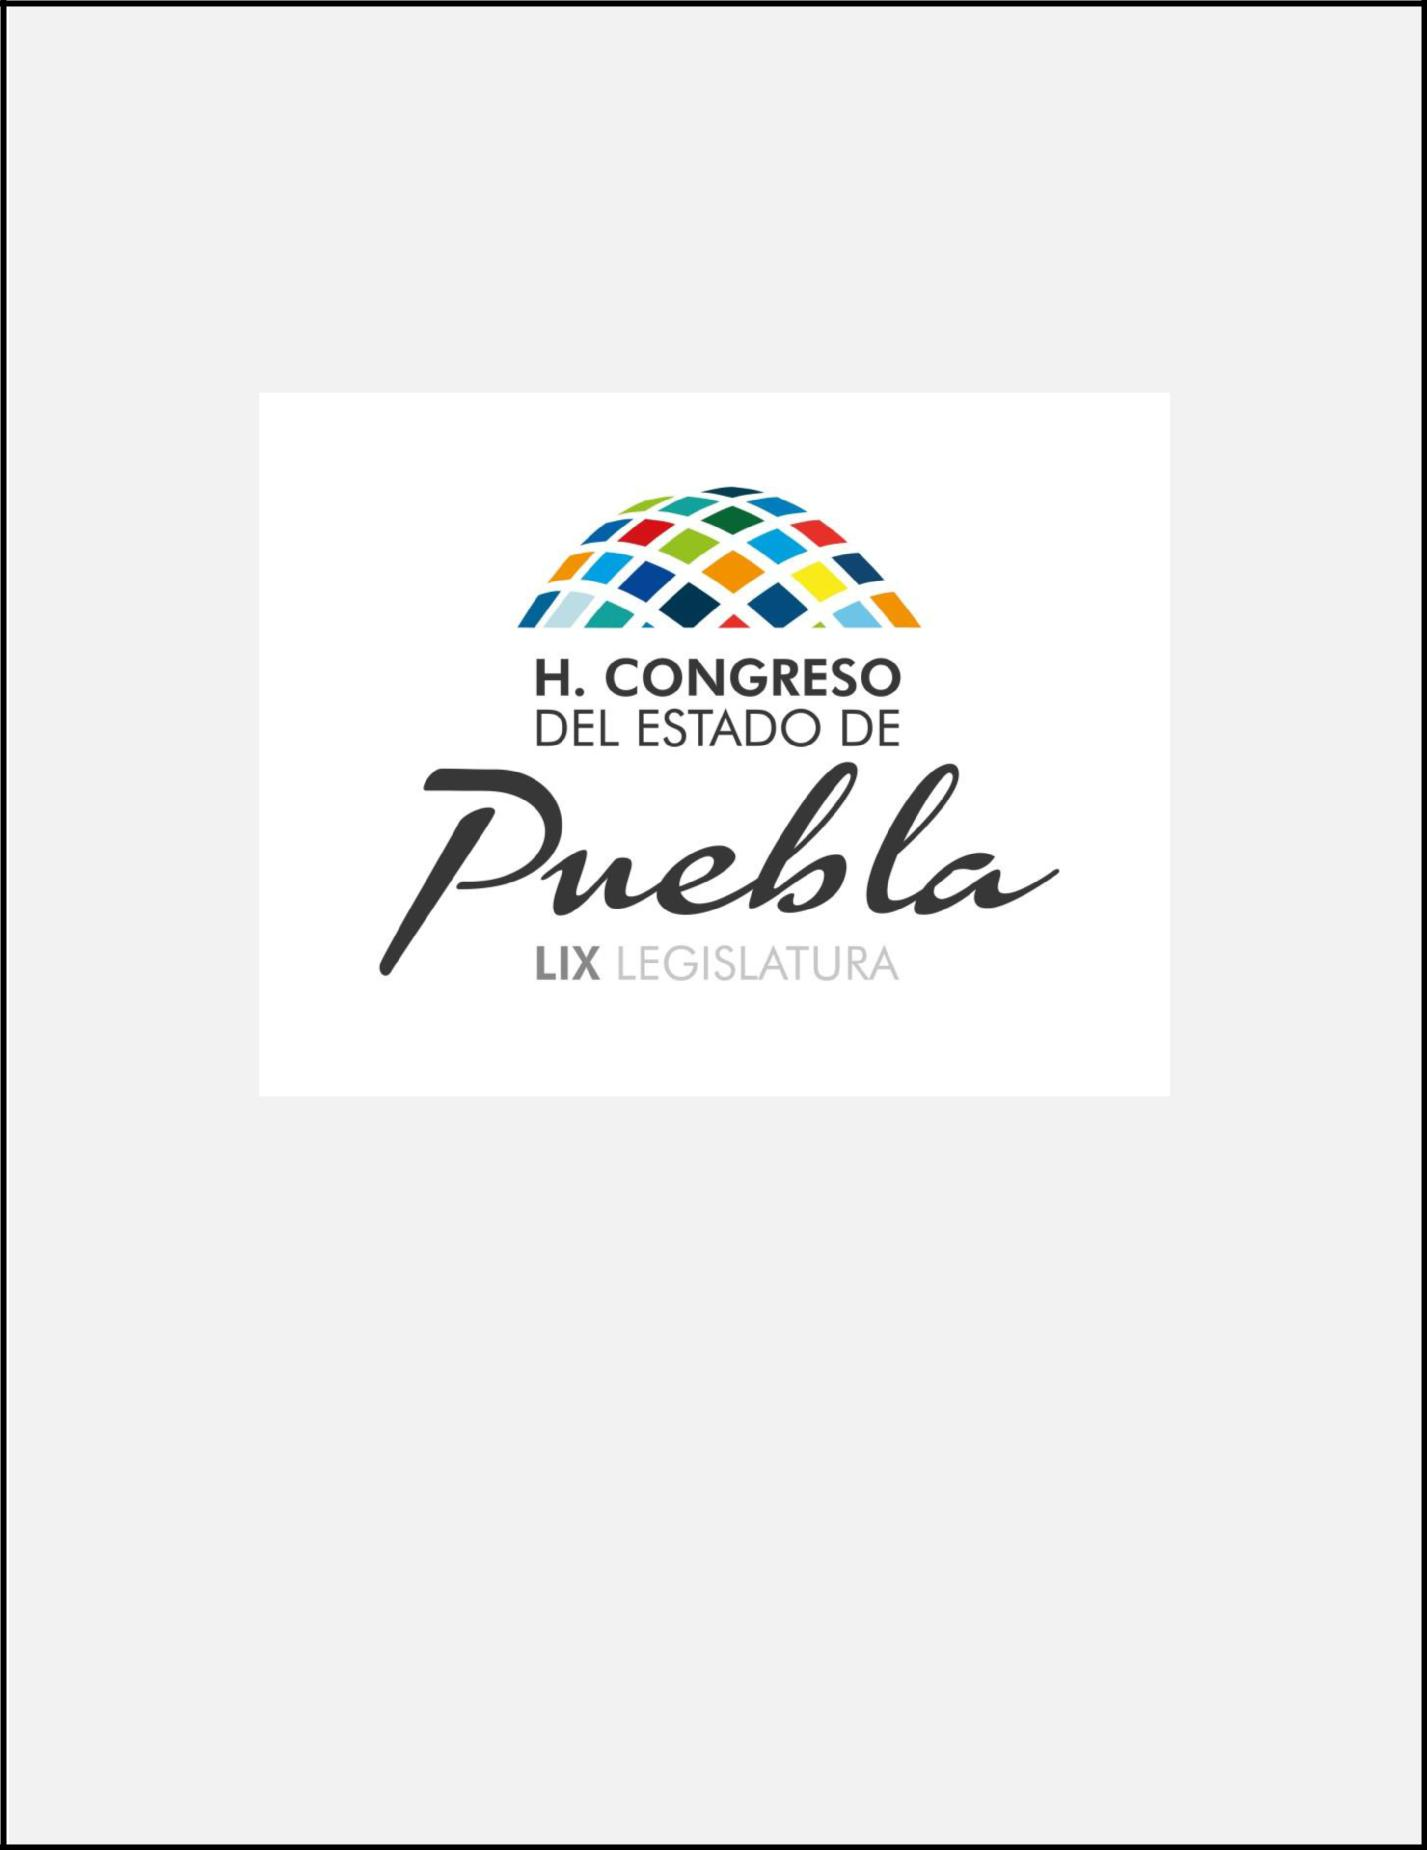 H. CONGRESO
DEL ESTADO DE
Puebla
LIX LEGISLATURA